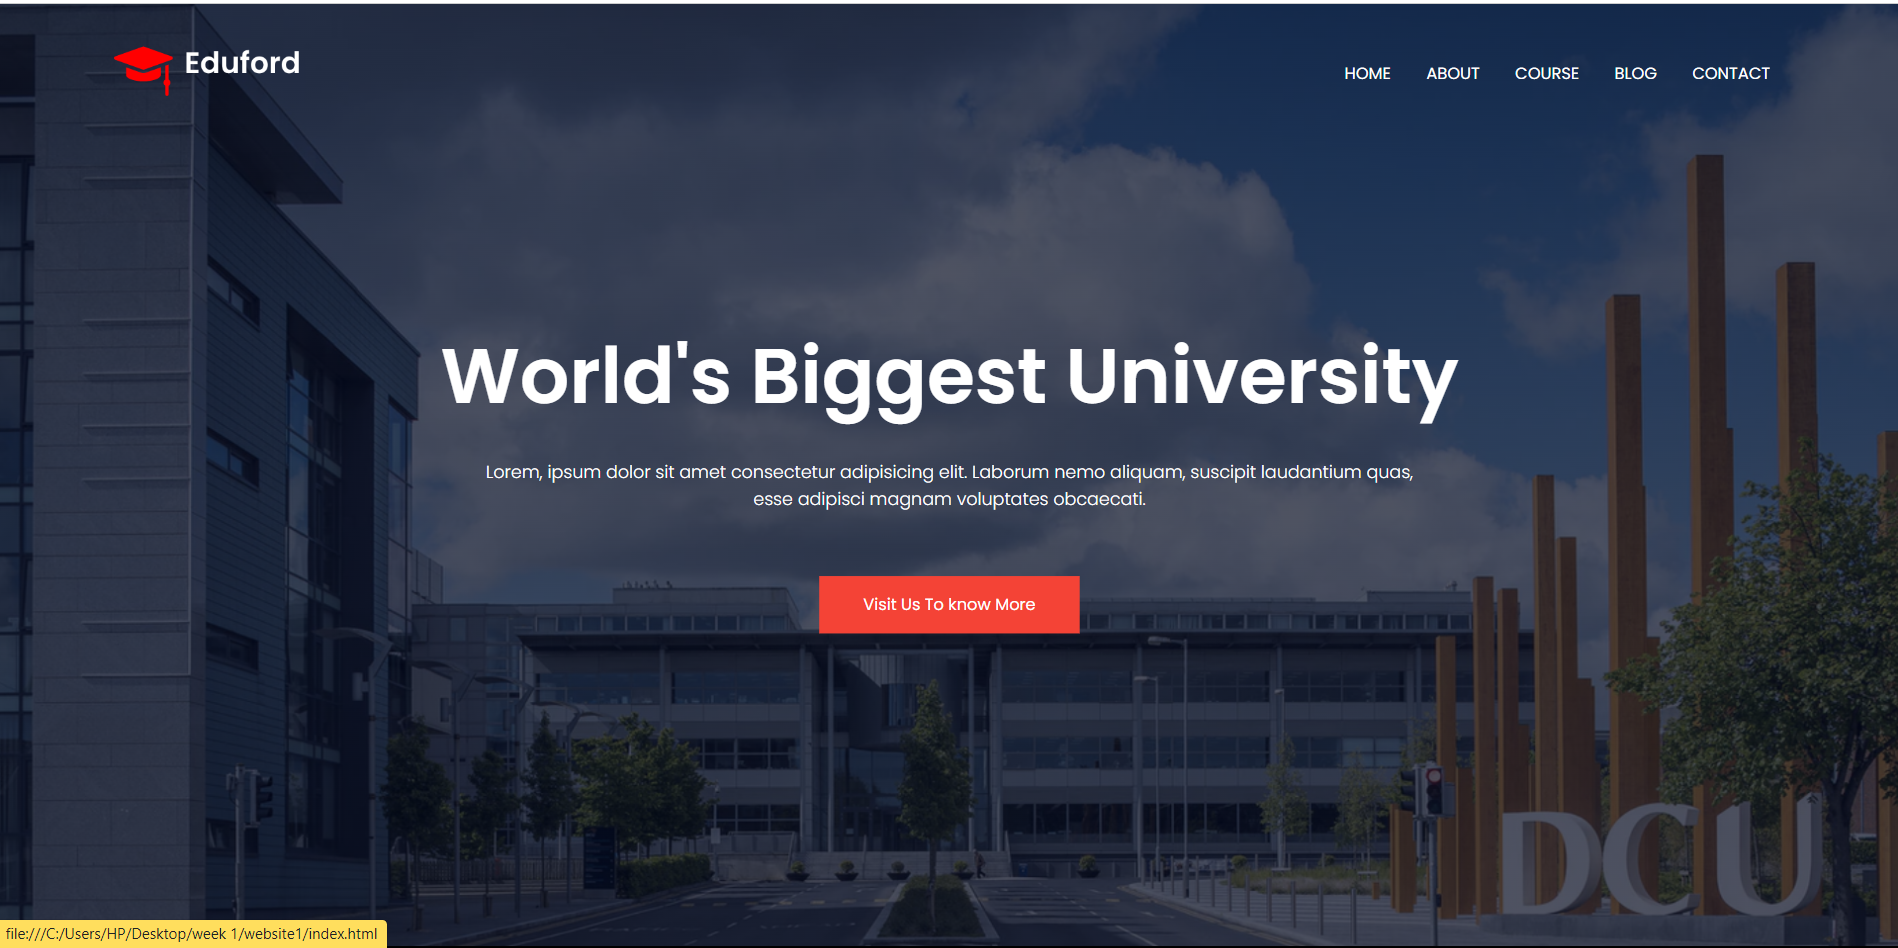 Eduford
HOME ABOUT COURSE BLOG CONTACT
World's Biggest University
Lorem, ipsum dolor sit amet consectetur adipisicing elit. Laborum nemo aliquam, suscipit laudantium quas,
esse adipisci magnam voluptates obcaecati.
Visit Us To know More
DCU
file:///C:/Users/HP/Desktop/week 1/website1/index.html